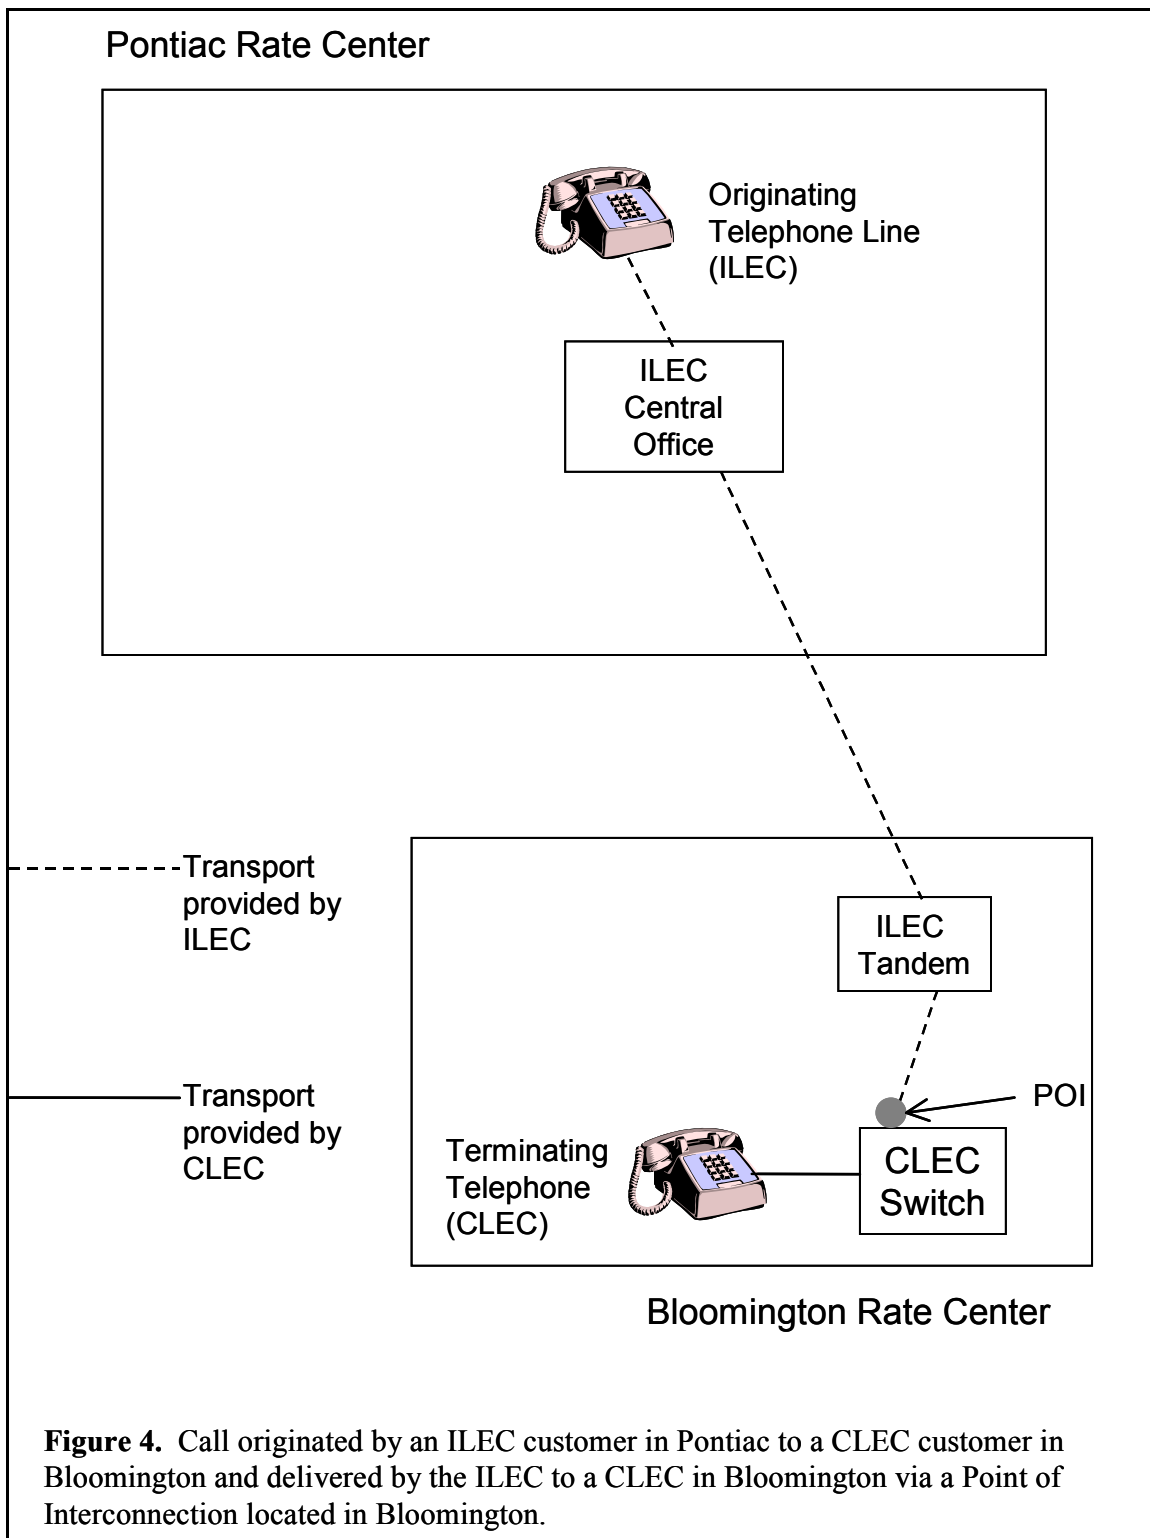 Pontiac Rate Center
Originating
Telephone Line
(ILEC)
ILEC
Central
Office
Transport
provided by
ILEC
ILEC
Tandem
Transport
provided by
CLEC
POI
Terminating
Telephone
(CLEC)
CLEC
Switch
Bloomington Rate Center
Figure 4. Call originated by an ILEC customer in Pontiac to a CLEC customer in
Bloomington and delivered by the ILEC to a CLEC in Bloomington via a Point of
Interconnection located in Bloomington.